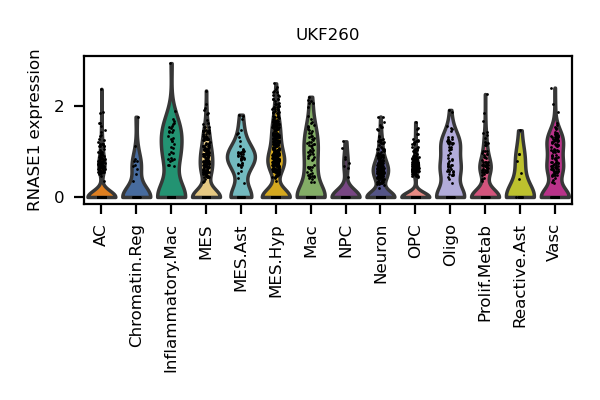 UKF260
RNASE1 expression
2
0
AC
Chromatin.Reg
Inflammatory.Mac
MES
MES.Ast
MES.Hyp
Mac
NPC
Neuron
OPC
Oligo
Prolif.Metab
Reactive.Ast
Vasc